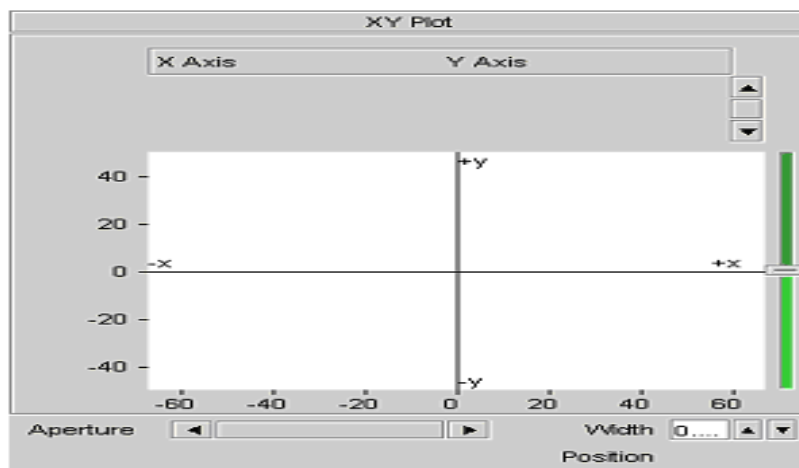 XY Plot
X Axis Y Axis
+y
40
20
-x +x
0
-20
-40
-y
-60 -40 -20 0 20 40 60
Aperture Width 0....
Position